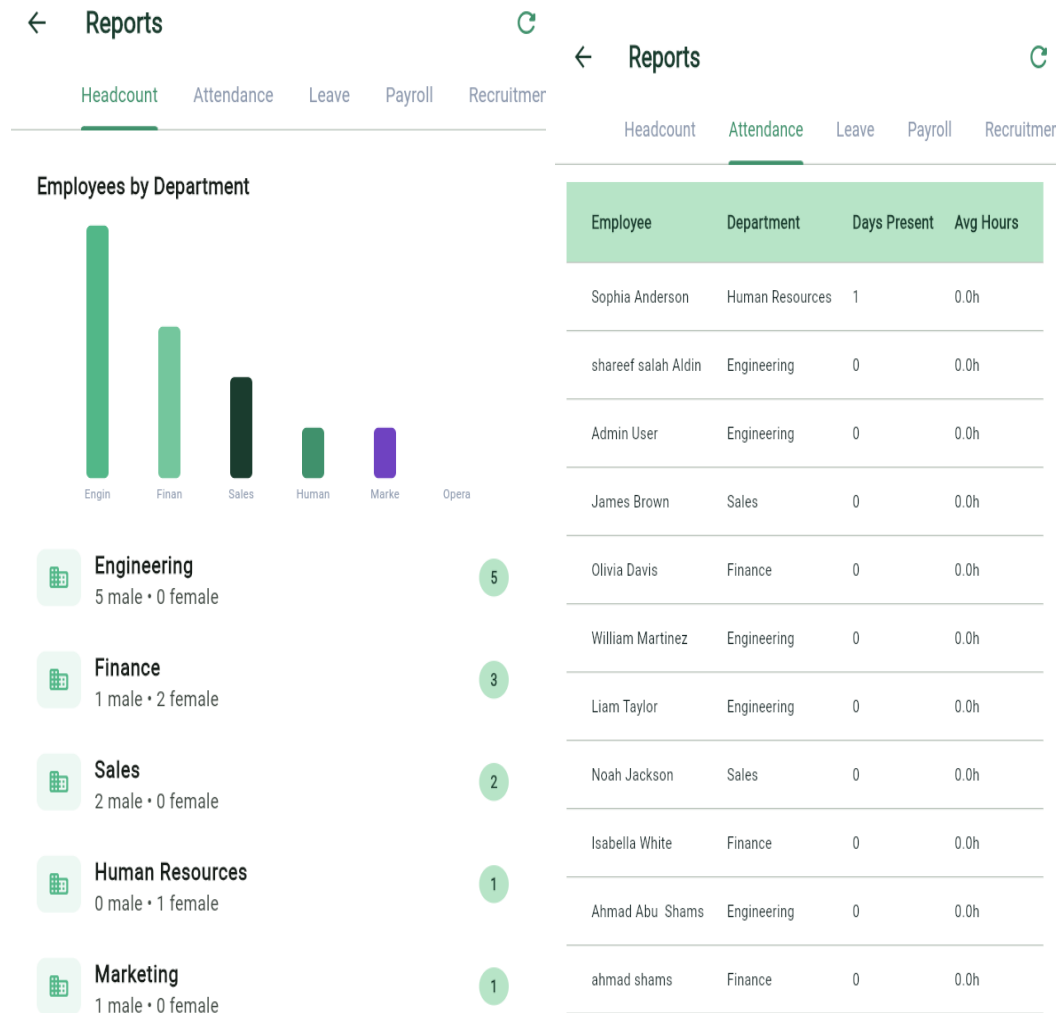 Reports
Headcount Attendance Leave Payroll Recruitmen
Employees by Department
Engin Finan Sales Human Marke Opera
Engineering
5 male • 0 female
5
Finance
1 male • 2 female
3
Sales
2 male • 0 female
2
Human Resources
0 male • 1 female
1
Marketing
1 male • 0 female
1
Reports
Headcount Attendance Leave Payroll Recruitmen
Employee Department Days Present Avg Hours
Sophia Anderson Human Resources 1 0.0h
shareef salah Aldin Engineering 0 0.0h
Admin User Engineering 0 0.0h
James Brown Sales 0 0.0h
Olivia Davis Finance 0 0.0h
William Martinez Engineering 0 0.0h
Liam Taylor Engineering 0 0.0h
Noah Jackson Sales 0 0.0h
Isabella White Finance 0 0.0h
Ahmad Abu  Shams Engineering 0 0.0h
ahmad shams Finance 0 0.0h